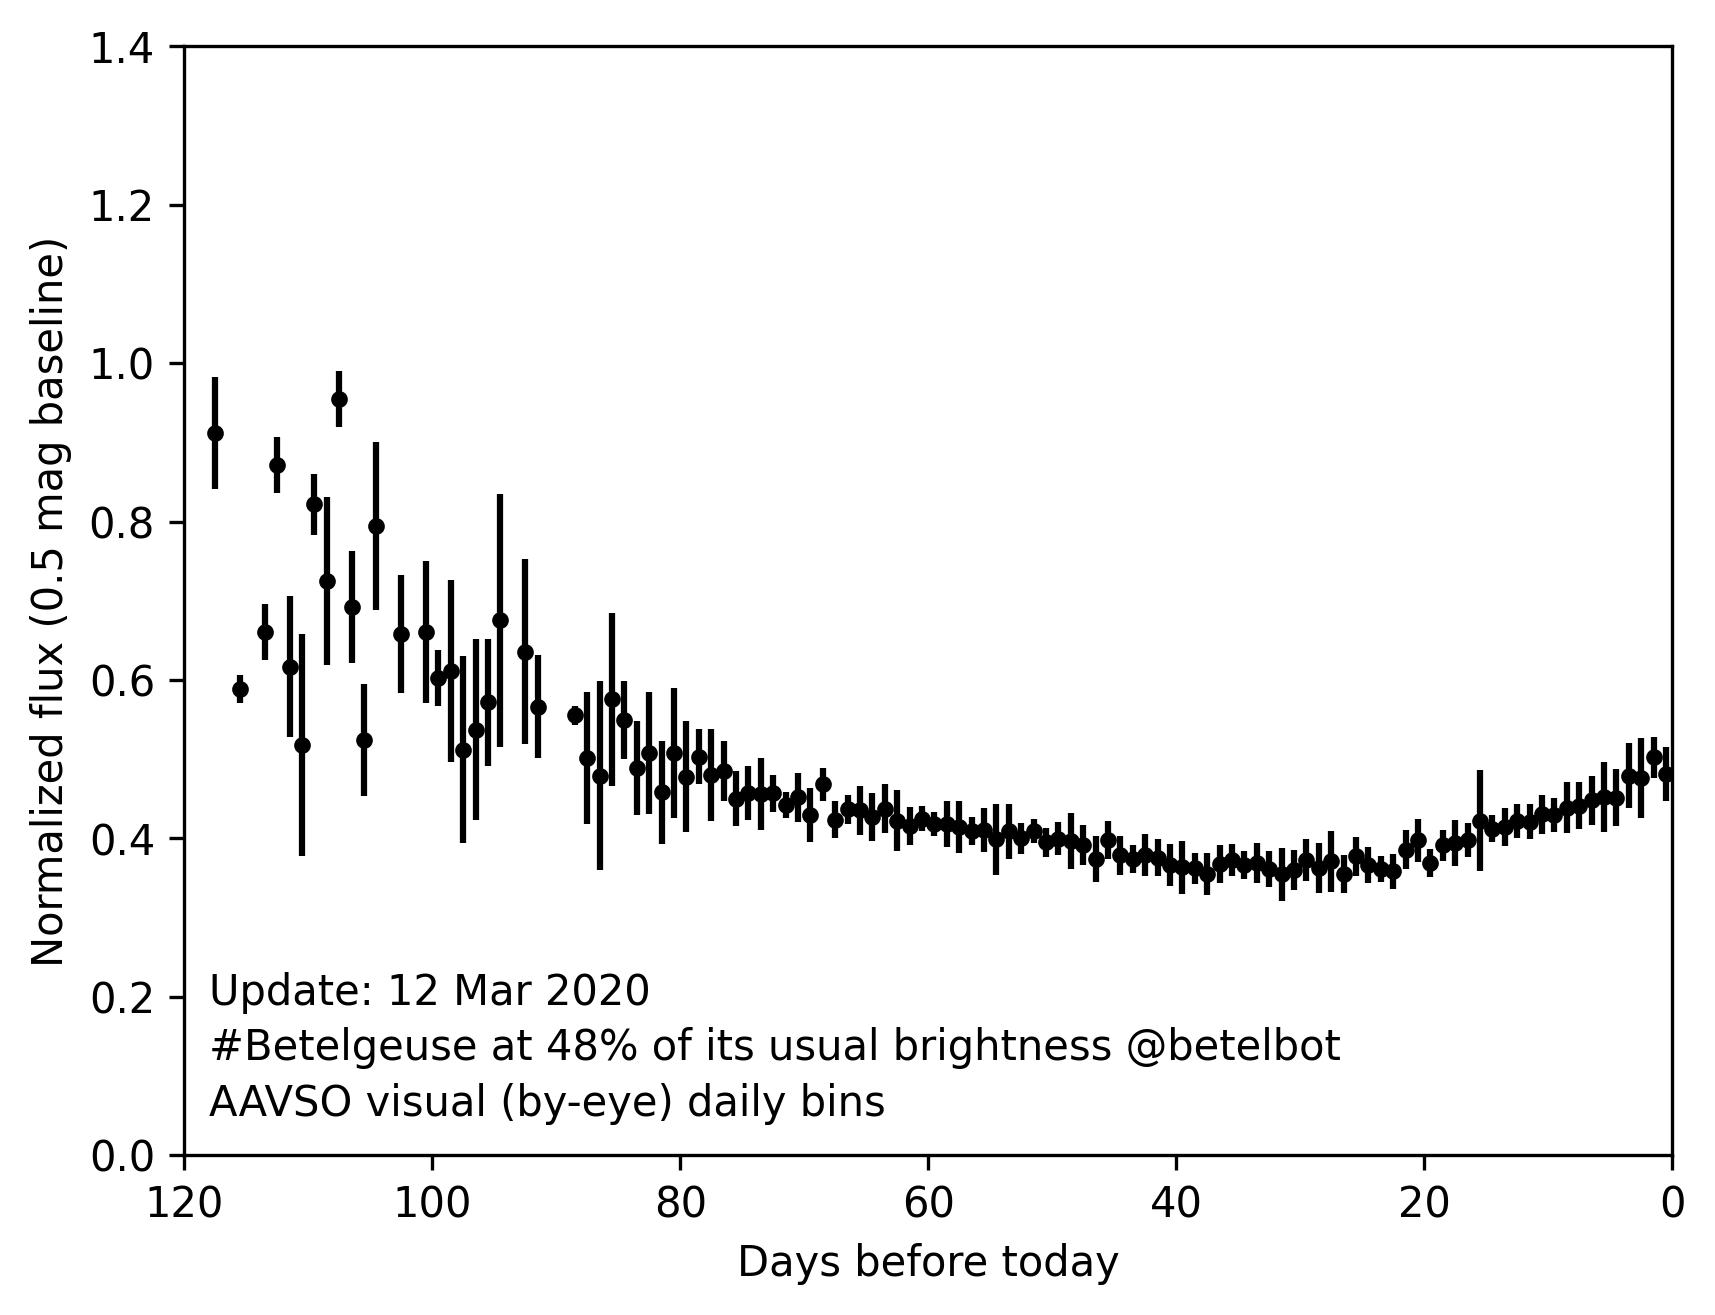 1.4
1.2
1.0
0.8
0.6
0.4
0.2
0.0
Normalized flux (0.5 mag baseline)
Update: 12 Mar 2020
#Betelgeuse at 48% of its usual brightness @betelbot
AAVSO visual (by-eye) daily bins
120 100 80 60 40 20 0
Days before today